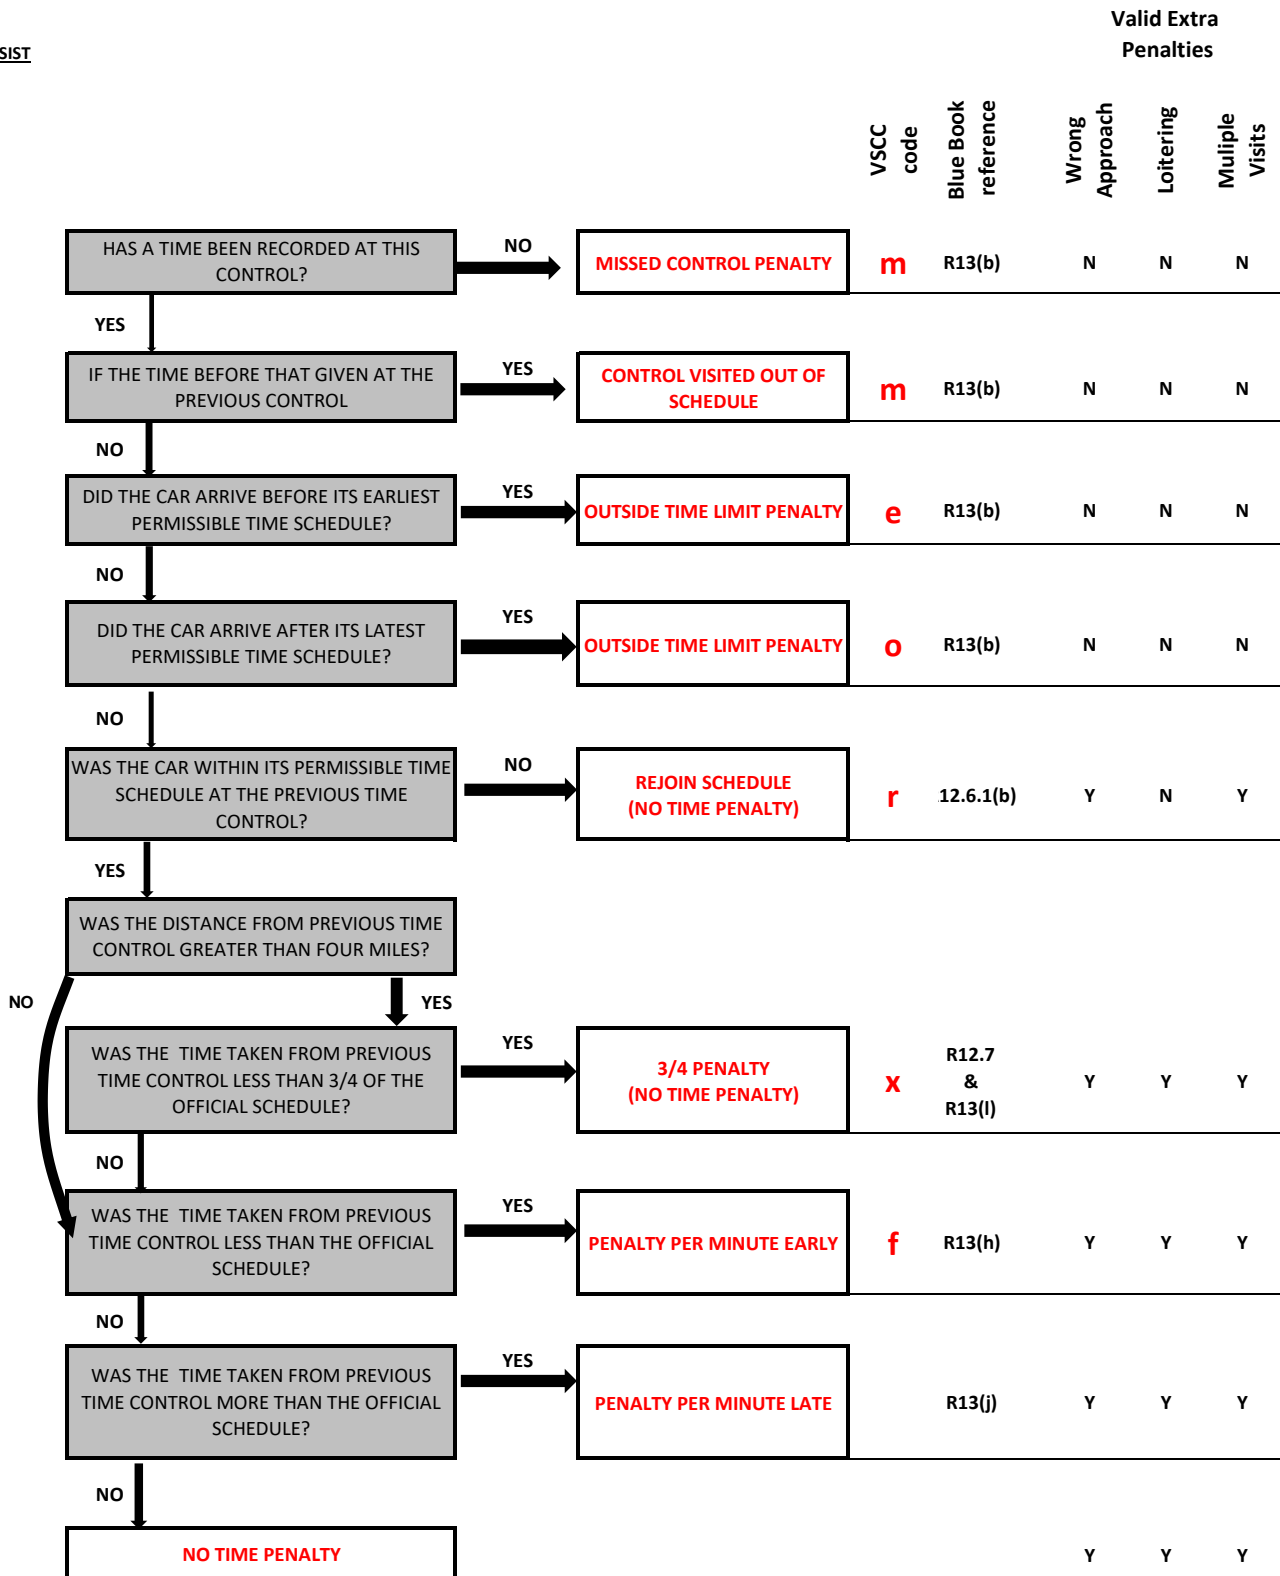 Valid Extra
Penalties
SIST
VSCC
code
Blue Book
reference
Wrong
Approach
Loitering
Muliple
Visits
HAS A TIME BEEN RECORDED AT THIS
CONTROL?
NO
MISSED CONTROL PENALTY
m
R13(b)
N
N
N
YES
IF THE TIME BEFORE THAT GIVEN AT THE
PREVIOUS CONTROL
YES
CONTROL VISITED OUT OF
SCHEDULE
m
R13(b)
N
N
N
NO
DID THE CAR ARRIVE BEFORE ITS EARLIEST
PERMISSIBLE TIME SCHEDULE?
YES
OUTSIDE TIME LIMIT PENALTY
e
R13(b)
N
N
N
NO
DID THE CAR ARRIVE AFTER ITS LATEST
PERMISSIBLE TIME SCHEDULE?
YES
OUTSIDE TIME LIMIT PENALTY
o
R13(b)
N
N
N
NO
WAS THE CAR WITHIN ITS PERMISSIBLE TIME
SCHEDULE AT THE PREVIOUS TIME
CONTROL?
NO
REJOIN SCHEDULE
(NO TIME PENALTY)
r
12.6.1(b)
Y
N
Y
YES
WAS THE DISTANCE FROM PREVIOUS TIME
CONTROL GREATER THAN FOUR MILES?
NO
YES
WAS THE TIME TAKEN FROM PREVIOUS
TIME CONTROL LESS THAN 3/4 OF THE
OFFICIAL SCHEDULE?
YES
3/4 PENALTY
(NO TIME PENALTY)
x
R12.7
&
R13(l)
Y
Y
Y
NO
WAS THE TIME TAKEN FROM PREVIOUS
TIME CONTROL LESS THAN THE OFFICIAL
SCHEDULE?
YES
PENALTY PER MINUTE EARLY
f
R13(h)
Y
Y
Y
NO
WAS THE TIME TAKEN FROM PREVIOUS
TIME CONTROL MORE THAN THE OFFICIAL
SCHEDULE?
YES
PENALTY PER MINUTE LATE
R13(j)
Y
Y
Y
NO
NO TIME PENALTY
Y
Y
Y